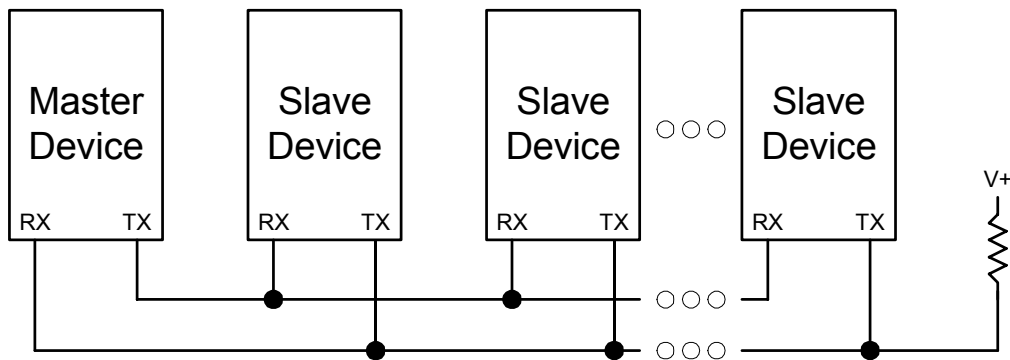 Master
Device
Slave
Device
Slave
Device
Slave
Device
RX TX
RX TX
RX TX
RX TX
V+